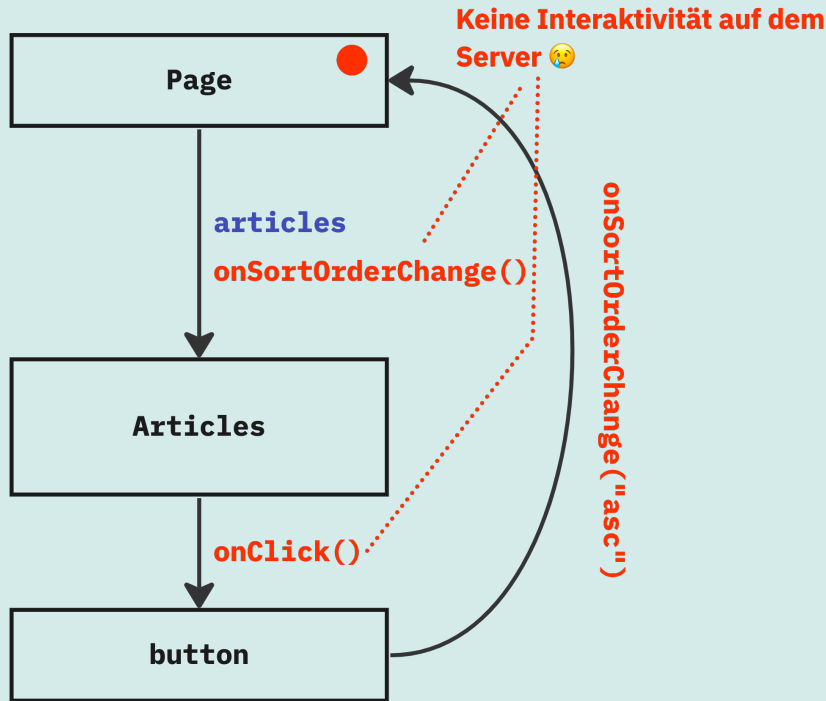 Keine Interaktivität auf dem
Server 😢
Page
articles
onSortOrderChange()
onSortOrderChange("asc")
Articles
onClick()
button